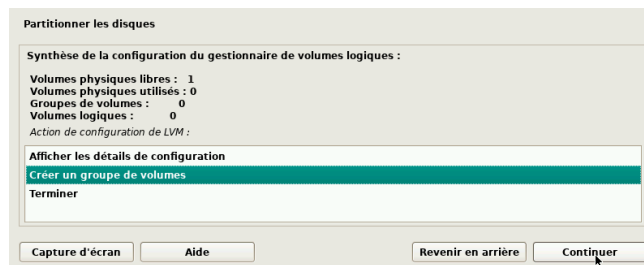 Partitionner les disques
Synthèse de la configuration du gestionnaire de volumes logiques :
Volumes physiques libres : 1
Volumes physiques utilisés : 0
Groupes de volumes : 0
Volumes logiques : 0
Action de configuration de LVM :
Afficher les détails de configuration
Créer un groupe de volumes
Terminer
Capture d'écran Aide Revenir en arrière Continuer